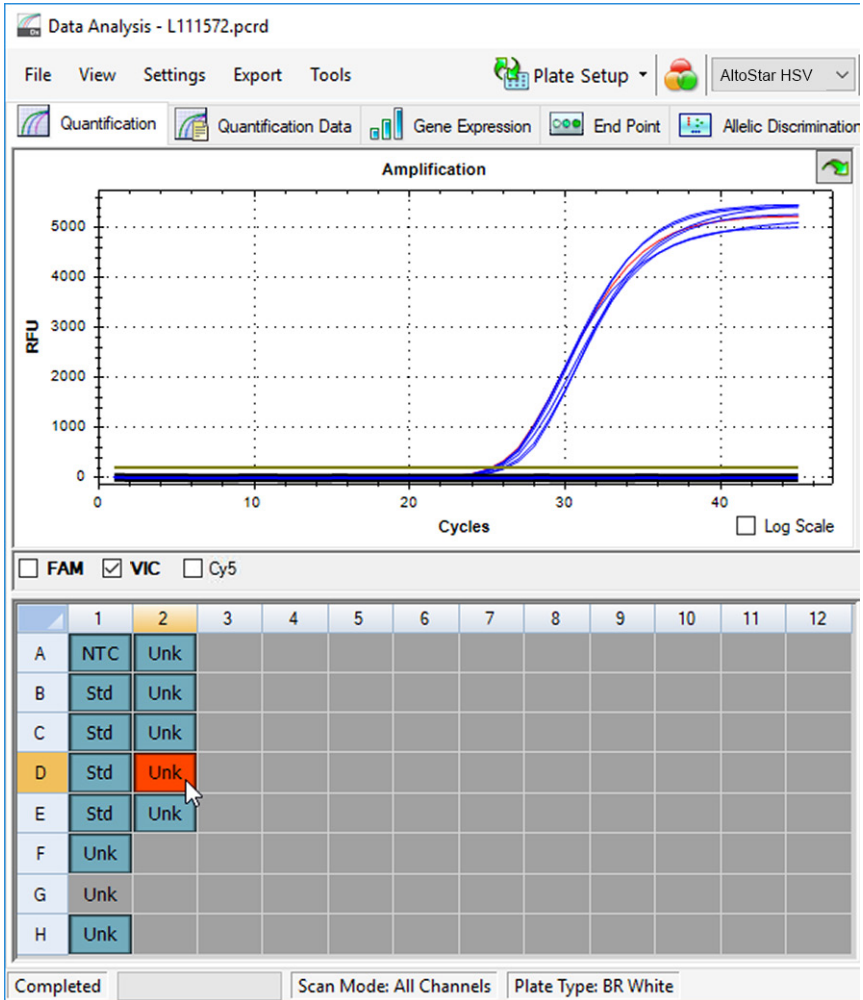 Data Analysis - L111572.pcrd
File View Settings Export Tools Plate Setup AltoStar HSV
Quantification Quantification Data Gene Expression End Point Allelic Discrimination
Amplification
5000
4000
3000
2000
1000
0
RFU
0 10 20 30 40
Cycles
Log Scale
FAM VIC Cy5
1 2 3 4 5 6 7 8 9 10 11 12
A NTC Unk
B Std Unk
C Std Unk
D Std Unk
E Std Unk
F Unk
G Unk
H Unk
Completed Scan Mode: All Channels Plate Type: BR White